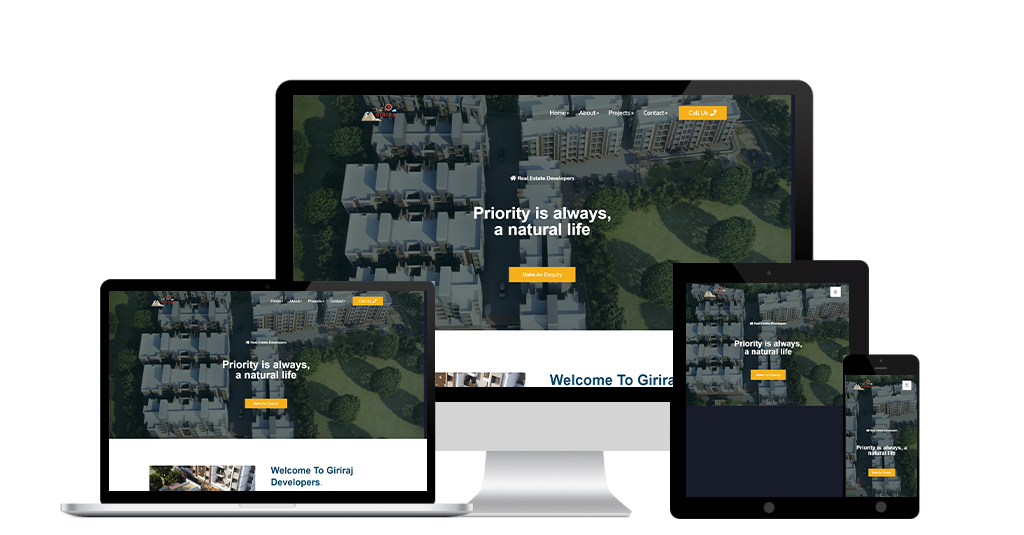 Home+ About+ Projects+ Contact+ Call Us
Real Estate Developers
Priority is always,
a natural life
Make An Enquiry
Welcome To Giriraj
Home+ About+ Projects+ Contact+ Call Us
Real Estate Developers
Priority is always,
a natural life
Make An Enquiry
Welcome To Giriraj
Developers.
Real Estate Developers
Priority is always,
a natural life
Make An Enquiry
Real Estate Developers
Priority is always, a
natural life
Make An Enquiry